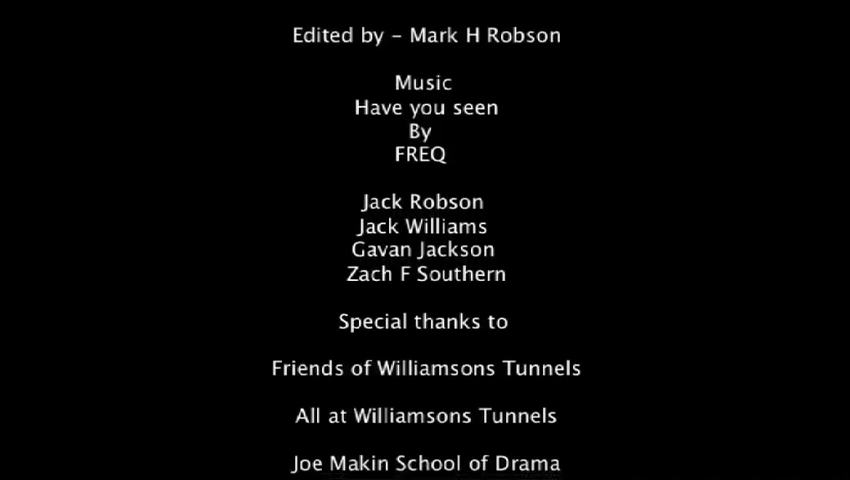 Edited by - Mark H Robson
Music
Have you seen
By
FREQ
Jack Robson
Jack Williams
Gavan Jackson
Zach F Southern
Special thanks to
Friends of Williamsons Tunnels
All at Williamsons Tunnels
Joe Makin School of Drama